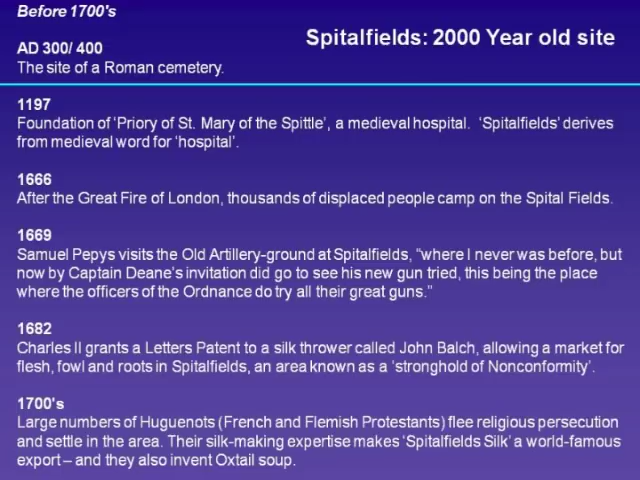 Before 1700's
Spitalfields: 2000 Year old site
AD 300/ 400
The site of a Roman cemetery.
1197
Foundation of 'Priory of St. Mary of the Spittle', a medieval hospital. 'Spitalfields' derives
from medieval word for 'hospital'.
1666
After the Great Fire of London, thousands of displaced people camp on the Spital Fields.
1669
Samuel Pepys visits the Old Artillery-ground at Spitalfields, "where I never was before, but
now by Captain Deane's invitation did go to see his new gun tried, this being the place
where the officers of the Ordnance do try all their great guns."
1682
Charles II grants a Letters Patent to a silk thrower called John Balch, allowing a market for
flesh, fowl and roots in Spitalfields, an area known as a 'stronghold of Nonconformity'.
1700's
Large numbers of Huguenots (French and Flemish Protestants) flee religious persecution
and settle in the area. Their silk-making expertise makes 'Spitalfields Silk' a world-famous
export – and they also invent Oxtail soup.